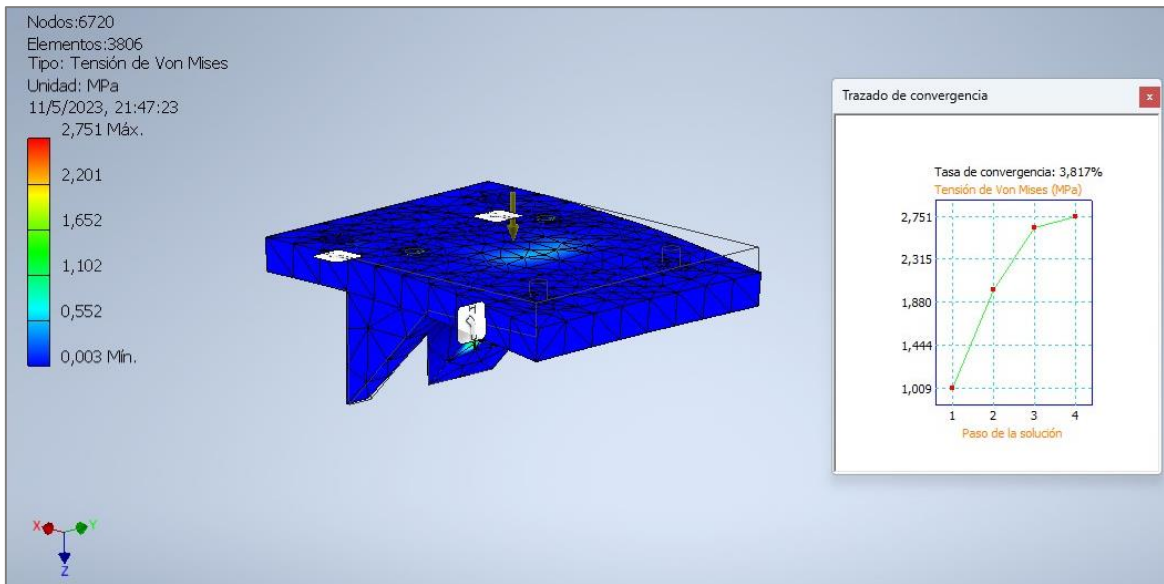 Nodos:6720
Elementos:3806
Tipo: Tensión de Von Mises
Unidad: MPa
11/5/2023, 21:47:23
2,751 Máx.
2,201
1,652
1,102
0,552
0,003 Mín.
X
Y
Z
Trazado de convergencia
x
Tasa de convergencia: 3,817%
Tensión de Von Mises (MPa)
2,751
2,315
1,880
1,444
1,009
1 2 3 4
Paso de la solución